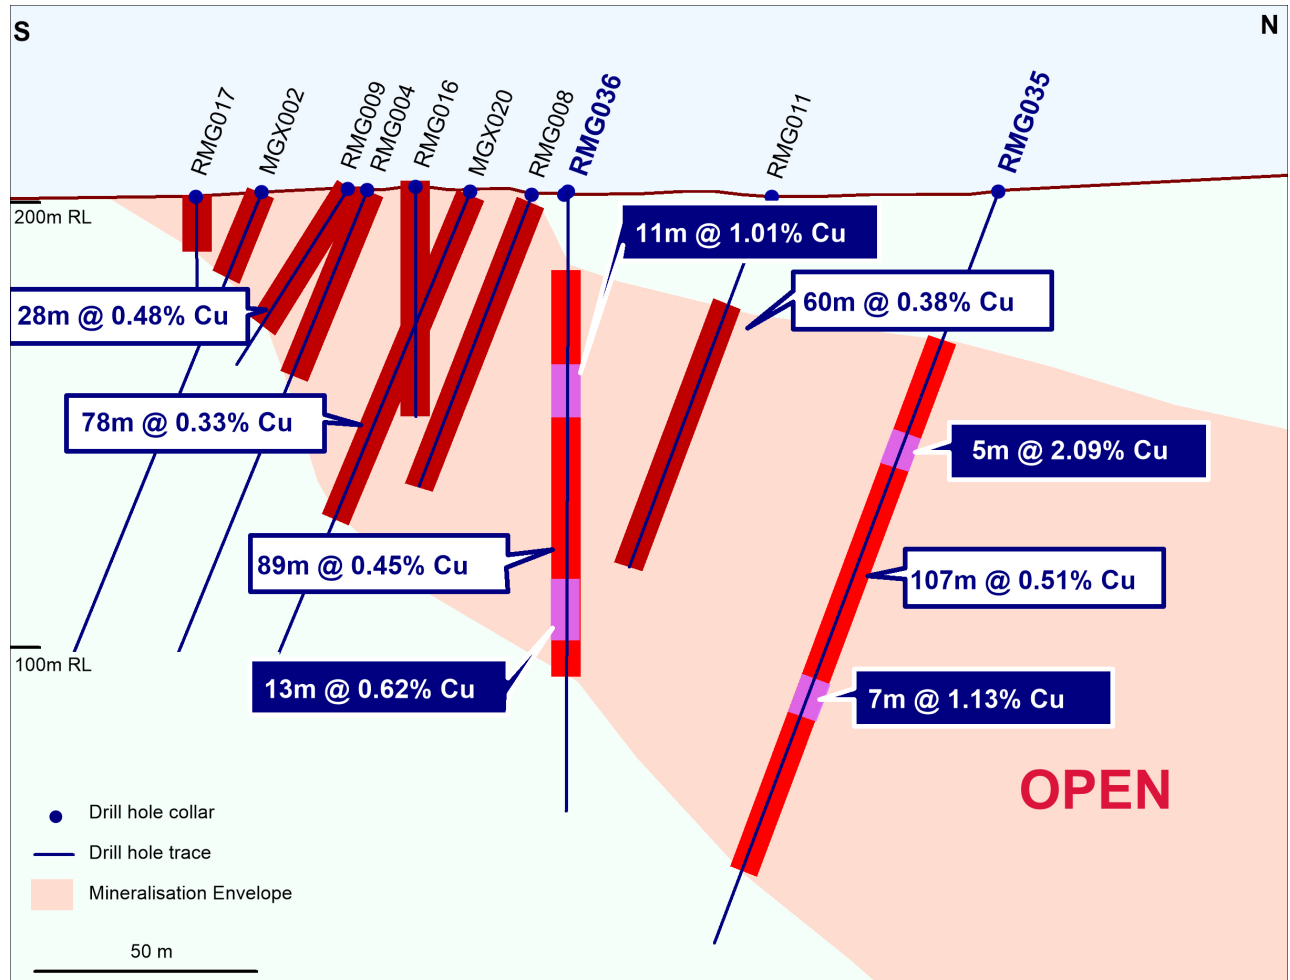 S
N
RMG017
MGX002
RMG009
RMG004
RMG016
MGX020
RMG008
RMG036
RMG011
RMG035
200m RL
11m @ 1.01% Cu
60m @ 0.38% Cu
28m @ 0.48% Cu
78m @ 0.33% Cu
5m @ 2.09% Cu
89m @ 0.45% Cu
107m @ 0.51% Cu
100m RL
13m @ 0.62% Cu
7m @ 1.13% Cu
OPEN
Drill hole collar
Drill hole trace
Mineralisation Envelope
50 m